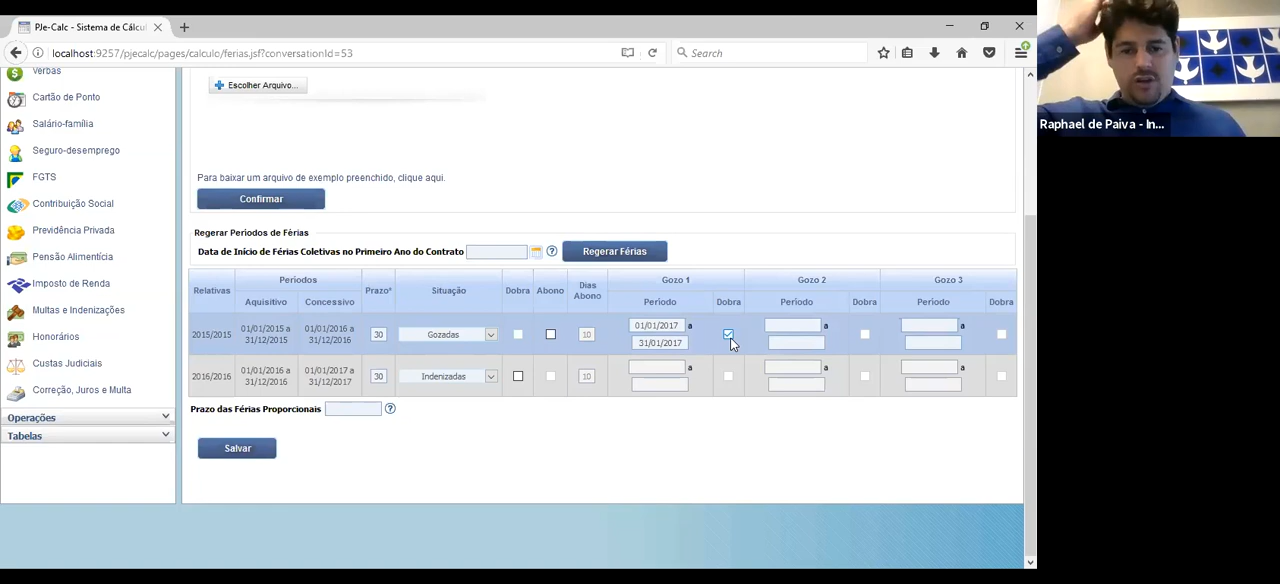 PJe-Calc - Sistema de Cálcu
localhost:9257/pjecalc/pages/calculo/ferias.jsf?conversationId=53
Search
Raphael de Paiva - In...
Verbas
Cartão de Ponto
Salário-família
Seguro-desemprego
FGTS
Contribuição Social
Previdência Privada
Pensão Alimentícia
Imposto de Renda
Multas e Indenizações
Honorários
Custas Judiciais
Correção, Juros e Multa
Operações
Tabelas
Escolher Arquivo...
Para baixar um arquivo de exemplo preenchido, clique aqui.
Confirmar
Regerar Períodos de Férias
Data de Início de Férias Coletivas no Primeiro Ano do Contrato ? Regerar Férias
Relativas Períodos Prazo* Situação Dobra Abono Dias Abono Gozo 1 Gozo 2 Gozo 3
Aquisitivo Concessivo Período Dobra Período Dobra Período Dobra
2015/2015 01/01/2015 a 31/12/2015 01/01/2016 a 31/12/2016 30 Gozadas 10 01/01/2017 a 31/01/2017 a a
2016/2016 01/01/2016 a 31/12/2016 01/01/2017 a 31/12/2017 30 Indenizadas 10 a a a
Prazo das Férias Proporcionais ?
Salvar